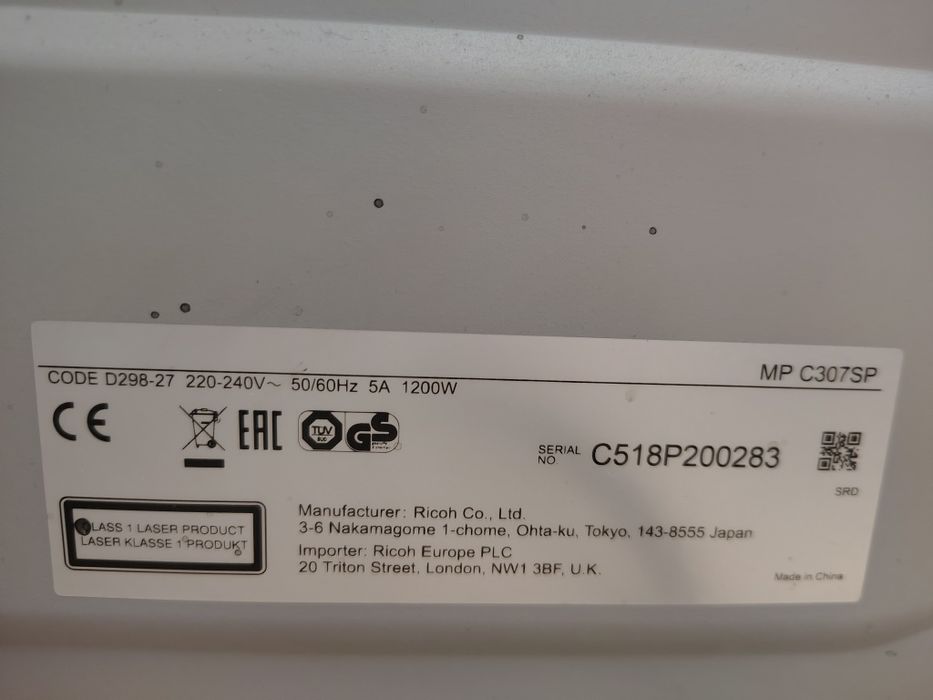 MP C307SP
CODE D298-27 220-240V~ 50/60Hz 5A 1200W
CE EAC TÜV SÜD GS
SERIAL NO. C518P200283
SRD
CLASS 1 LASER PRODUCT
LASER KLASSE 1 PRODUKT
Manufacturer: Ricoh Co., Ltd.
3-6 Nakamagome 1-chome, Ohta-ku, Tokyo, 143-8555 Japan
Importer: Ricoh Europe PLC
20 Triton Street, London, NW1 3BF, U.K.
Made in China